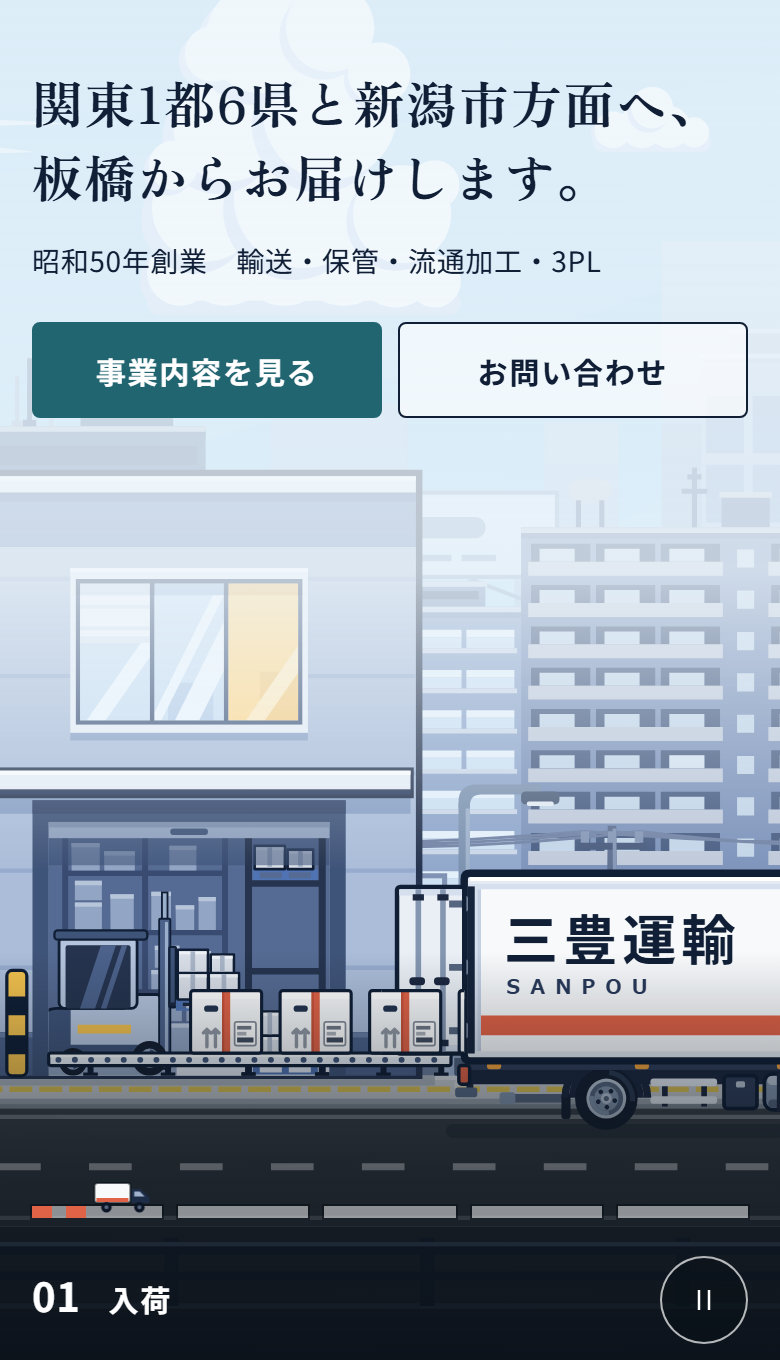 関東1都6県と新潟市方面へ、
板橋からお届けします。
昭和50年創業　輸送・保管・流通加工・3PL
事業内容を見る
お問い合わせ
三豊運輸
SANPOU
01 入荷